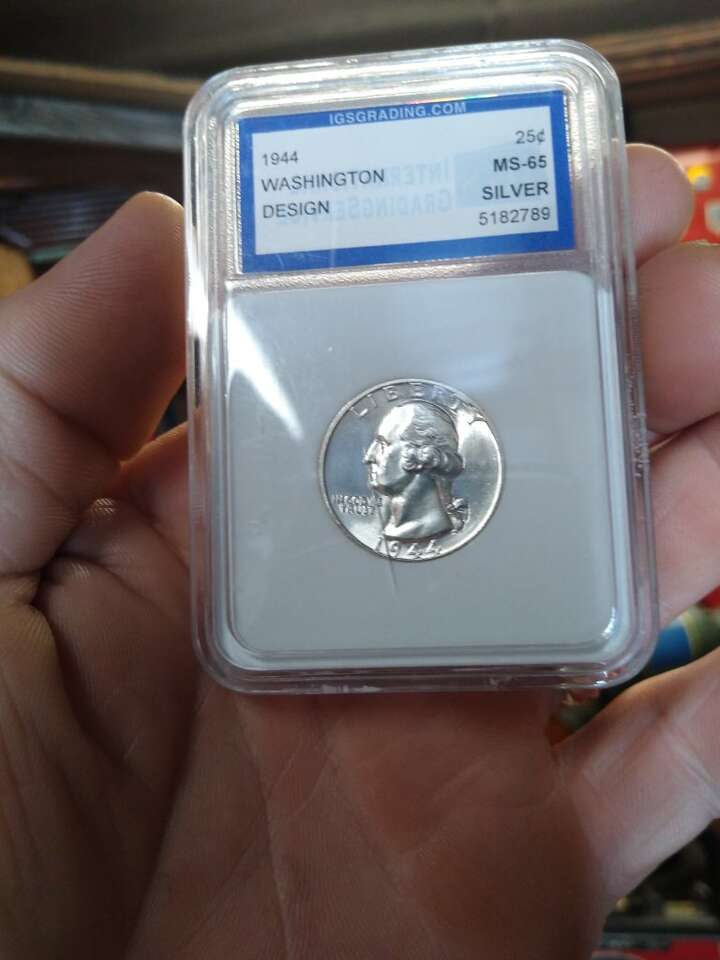 IGSGRADING.COM
1944 25¢
WASHINGTON MS-65
DESIGN SILVER
5182789
LIBERTY
IN GOD WE
TRUST
1944